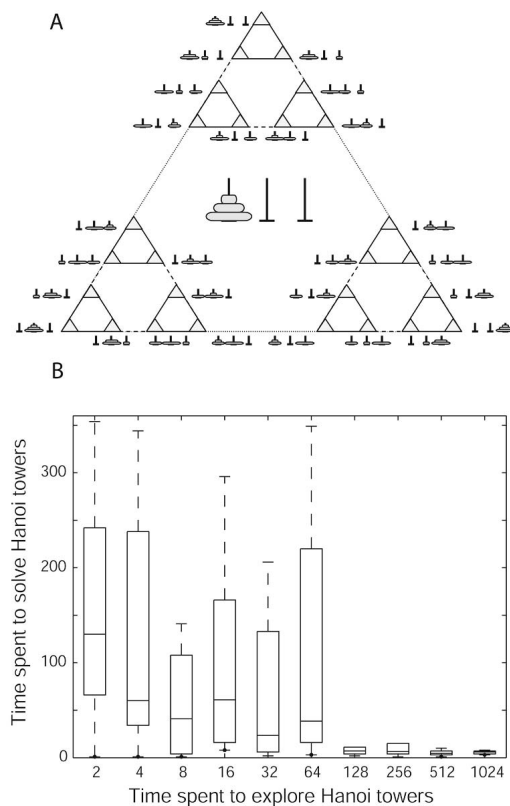 A
B
Time spent to solve Hanoi towers
300
200
100
0
2 4 8 16 32 64 128 256 512 1024
Time spent to explore Hanoi towers